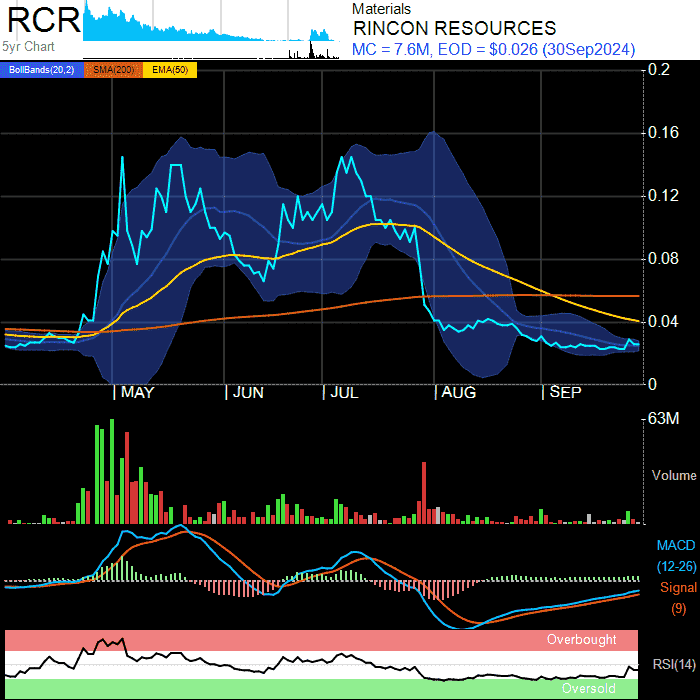 RCR
5yr Chart
Materials
RINCON RESOURCES
MC = 7.6M, EOD = $0.026 (30Sep2024)
BollBands(20,2) SMA(200) EMA(50)
0.2
0.16
0.12
0.08
0.04
0
MAY JUN JUL AUG SEP
63M
Volume
MACD
(12-26)
Signal
(9)
Overbought
RSI(14)
Oversold